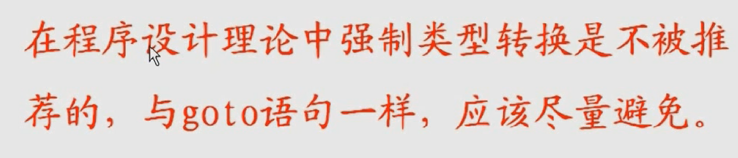 在程序设计理论中强制类型转换是不被推
荐的，与goto语句一样，应该尽量避免。